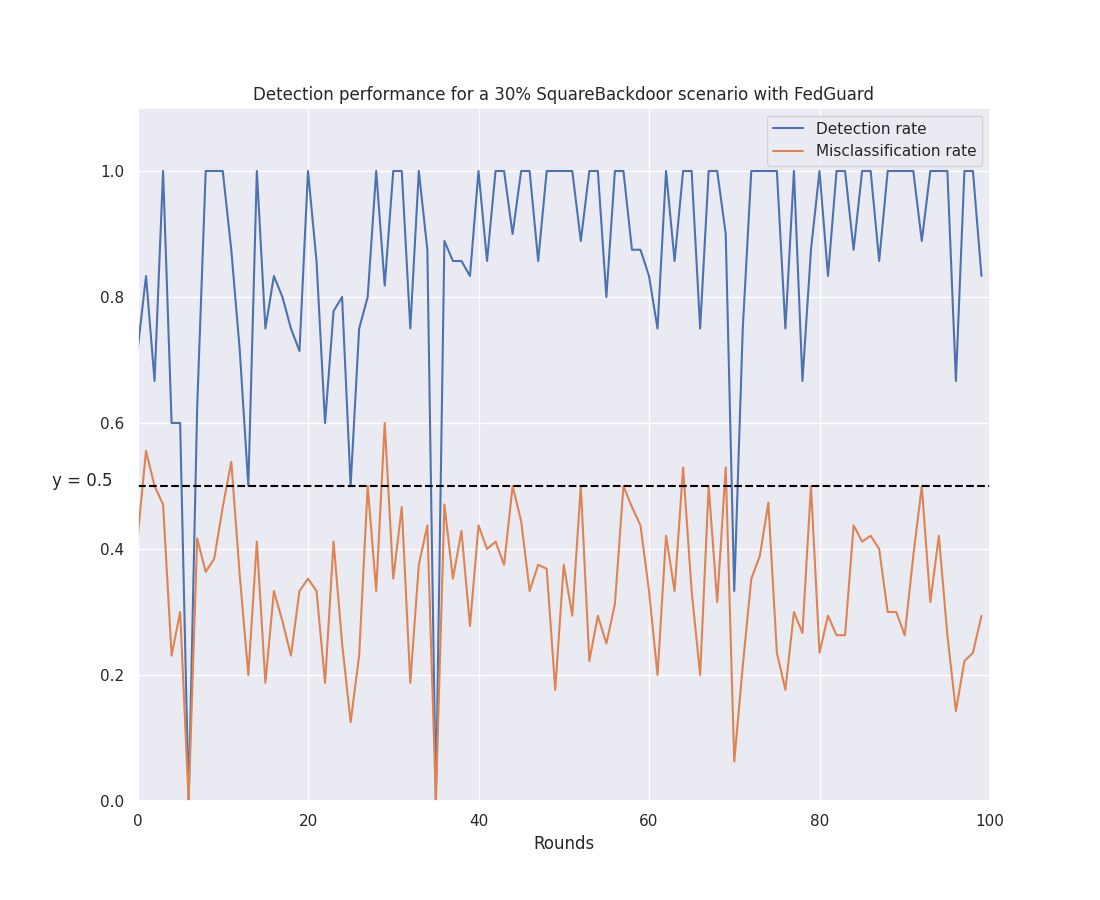 Detection performance for a 30% SquareBackdoor scenario with FedGuard
Detection rate
Misclassification rate
1.0
0.8
0.6
y = 0.5
0.4
0.2
0.0
0 20 40 60 80 100
Rounds